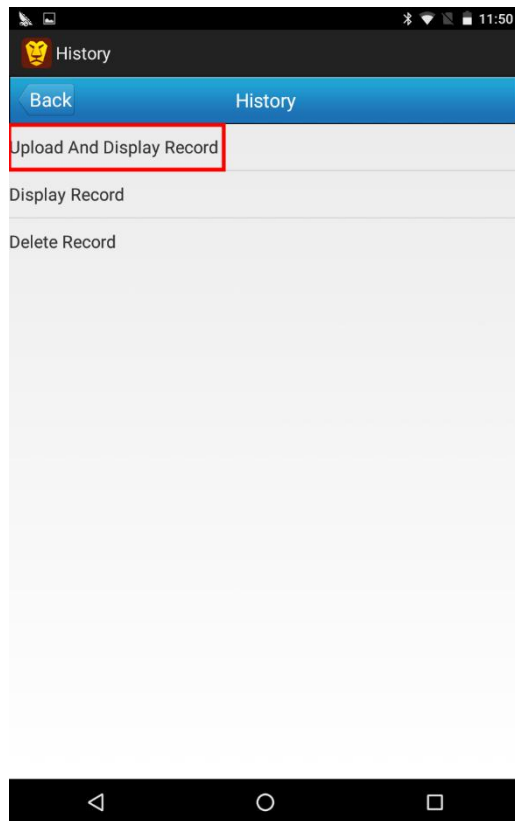 11:50
History
Back
History
Upload And Display Record
Display Record
Delete Record